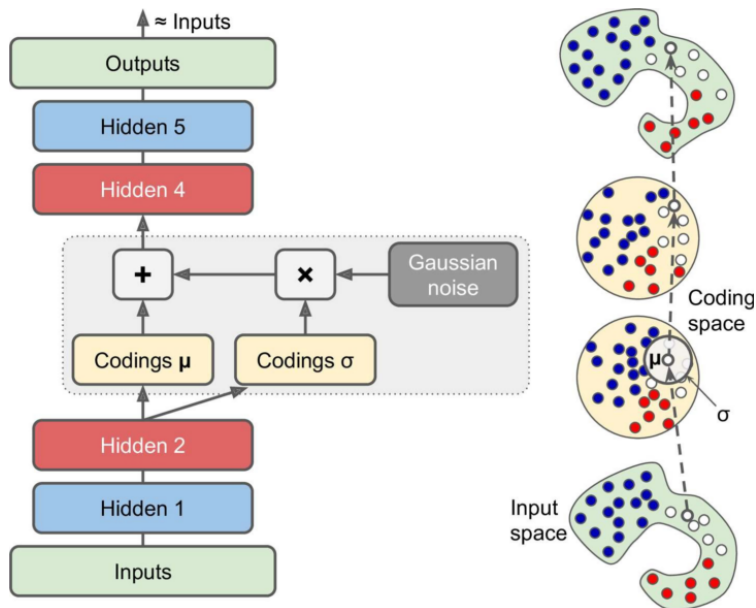 ≈ Inputs
Outputs
Hidden 5
Hidden 4
+
×
Gaussian
noise
Codings μ
Codings σ
Hidden 2
Hidden 1
Inputs
Coding
space
μ
σ
Input
space